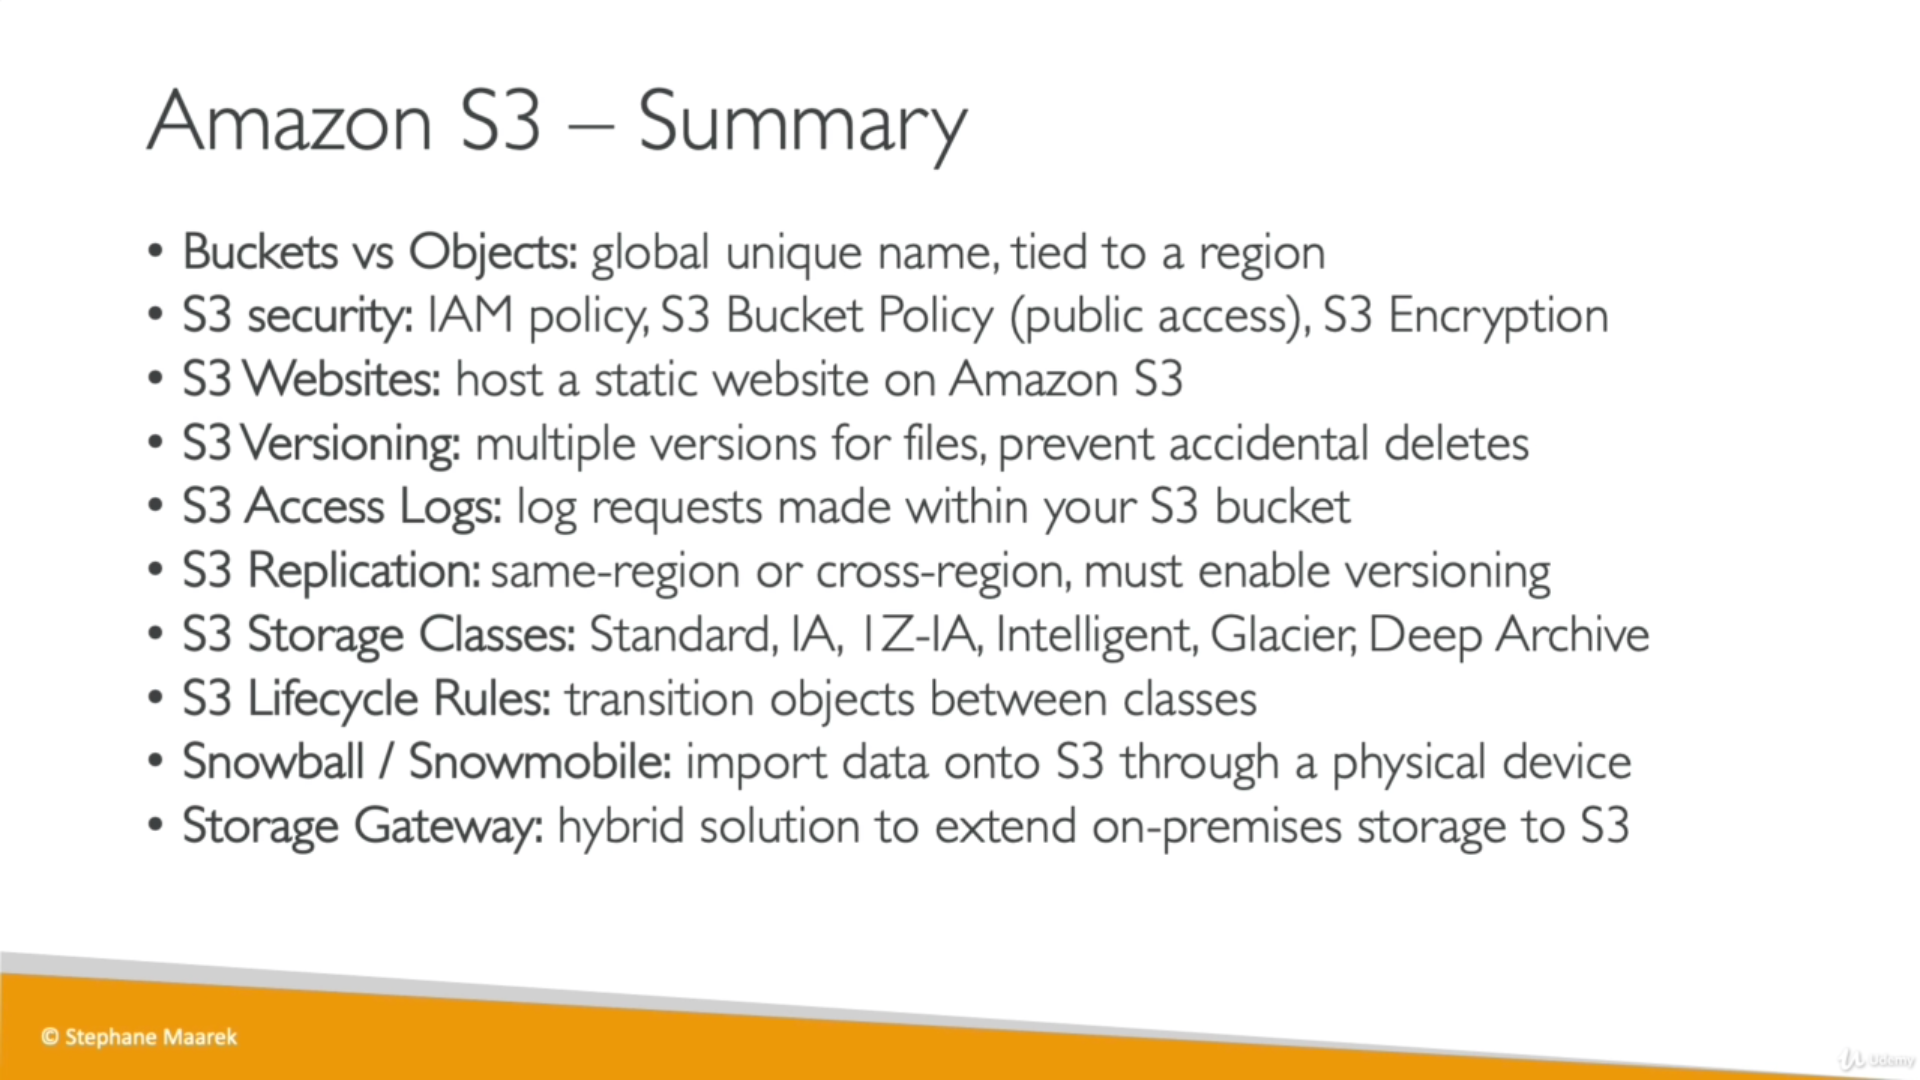 Amazon S3 – Summary
• Buckets vs Objects: global unique name, tied to a region
• S3 security: IAM policy, S3 Bucket Policy (public access), S3 Encryption
• S3 Websites: host a static website on Amazon S3
• S3 Versioning: multiple versions for files, prevent accidental deletes
• S3 Access Logs: log requests made within your S3 bucket
• S3 Replication: same-region or cross-region, must enable versioning
• S3 Storage Classes: Standard, IA, 1Z-IA, Intelligent, Glacier, Deep Archive
• S3 Lifecycle Rules: transition objects between classes
• Snowball / Snowmobile: import data onto S3 through a physical device
• Storage Gateway: hybrid solution to extend on-premises storage to S3
© Stephane Maarek
Udemy